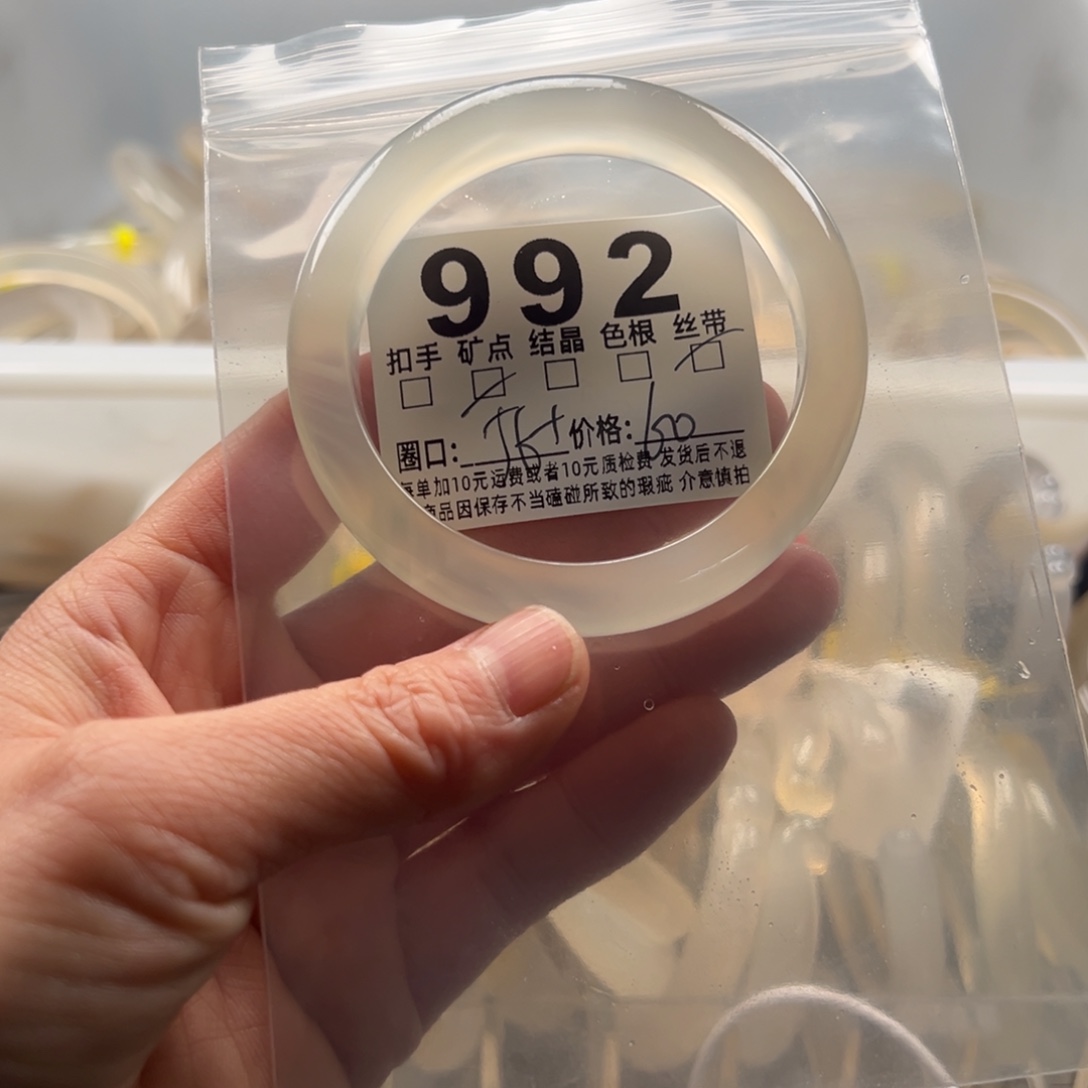 992
扣手 矿点 结晶 色根 丝带
圈口: 价格: 600
每单加10元运费或者10元质检费 发货后不退
商品因保存不当磕碰所致的瑕疵 介意慎拍